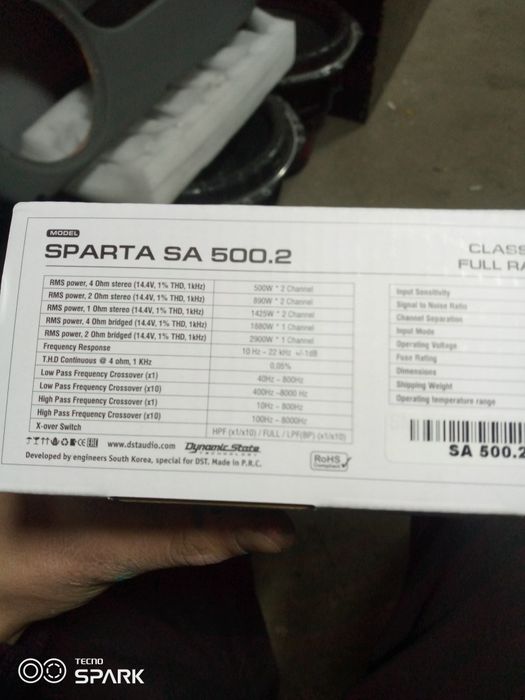 MODEL
SPARTA SA 500.2
CLASS
FULL RA
RMS power, 4 Ohm stereo (14.4V, 1% THD, 1kHz) 500W * 2 Channel
RMS power, 2 Ohm stereo (14.4V, 1% THD, 1kHz) 890W * 2 Channel
RMS power, 1 Ohm stereo (14.4V, 1% THD, 1kHz) 1425W * 2 Channel
RMS power, 4 Ohm bridged (14.4V, 1% THD, 1kHz) 1680W * 1 Channel
RMS power, 2 Ohm bridged (14.4V, 1% THD, 1kHz) 2900W * 1 Channel
Frequency Response 10 Hz ~ 22 kHz +/-1dB
T.H.D Continuous @ 4 ohm, 1 KHz 0,05%
Low Pass Frequency Crossover (x1) 40Hz - 800Hz
Low Pass Frequency Crossover (x10) 400Hz -8000 Hz
High Pass Frequency Crossover (x1) 10Hz - 800Hz
High Pass Frequency Crossover (x10) 100Hz - 8000Hz
X-over Switch HPF (x1/x10) / FULL / LPF(BP) (x1/x10)
Input Sensitivity
Signal to Noise Ratio
Channel Separation
Input Mode
Operating Voltage
Fuse Rating
Dimensions
Shipping Weight
Operating temperature range
SA 500.2
CE EAC www.dstaudio.com Dynamic State TECHNOLOGY
RoHS
Compliant
Developed by engineers South Korea, special for DST. Made in P.R.C.
TECNO
SPARK